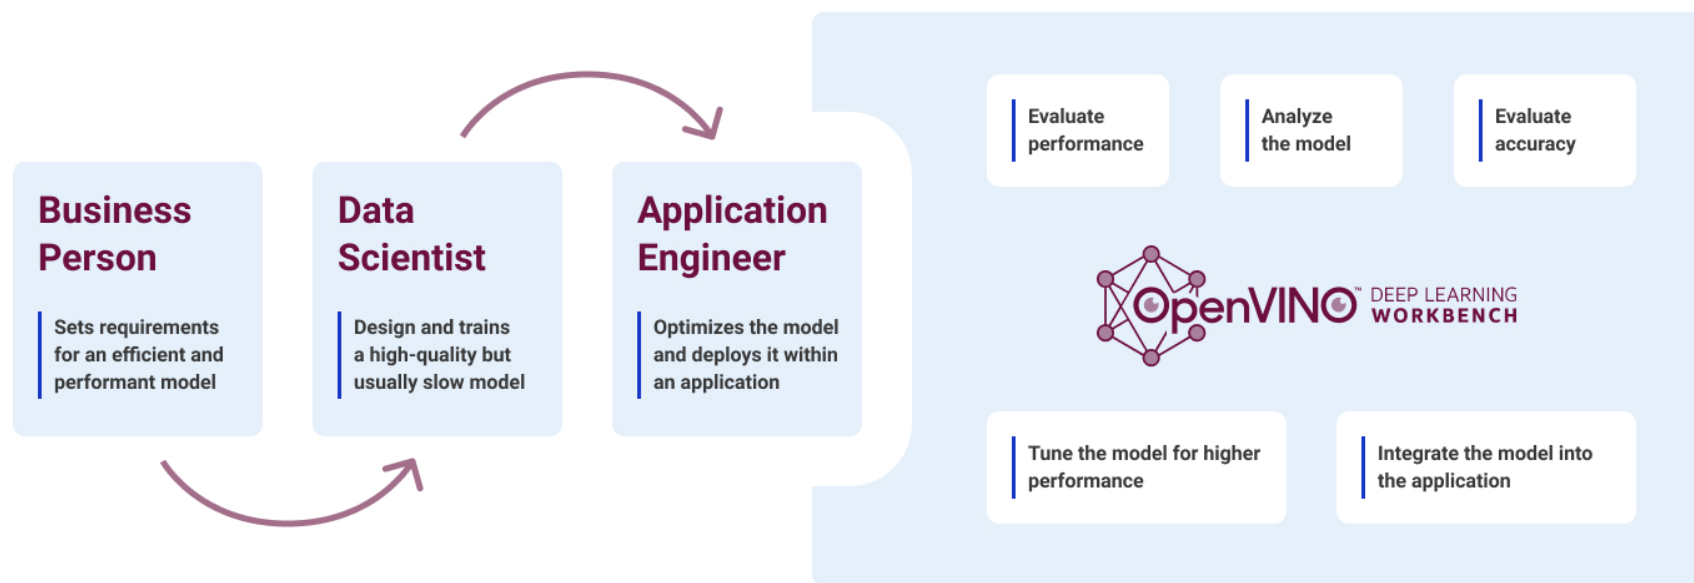 Business
Person
Sets requirements
for an efficient and
performant model
Data
Scientist
Design and trains
a high-quality but
usually slow model
Application
Engineer
Optimizes the model
and deploys it within
an application
Evaluate
performance
Analyze
the model
Evaluate
accuracy
OpenVINO™ DEEP LEARNING
WORKBENCH
Tune the model for higher
performance
Integrate the model into
the application